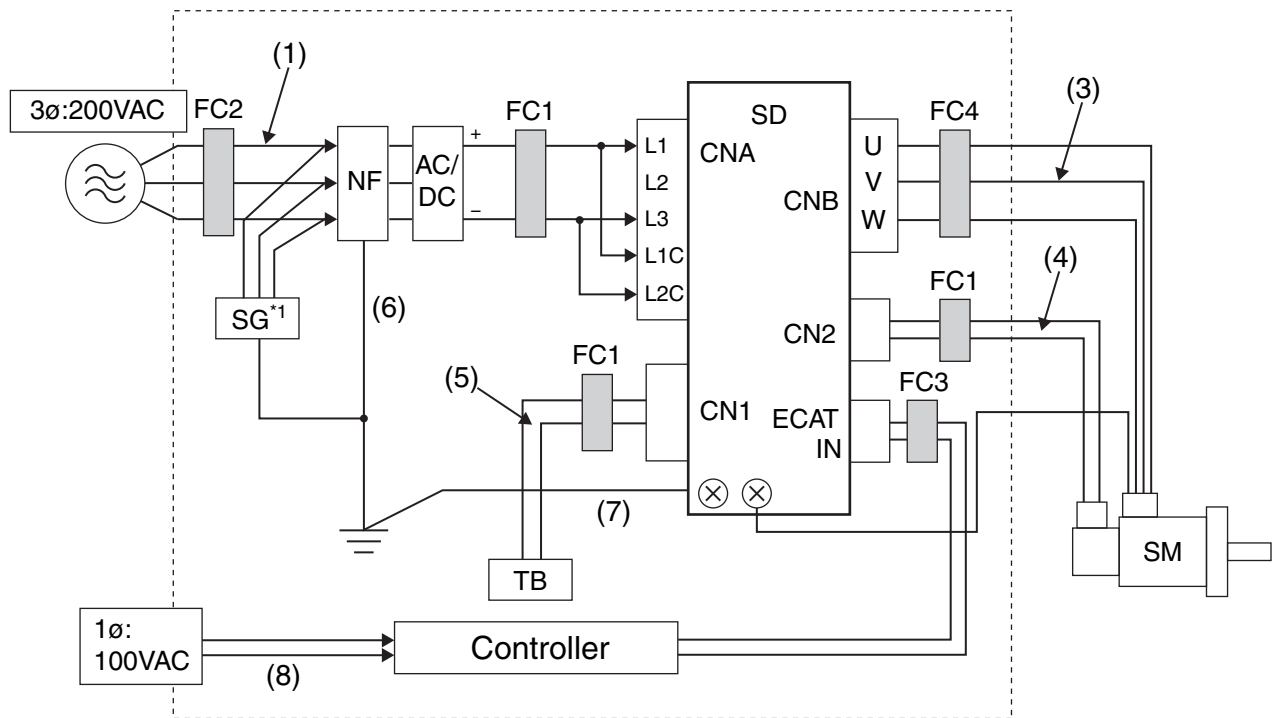 (1)
3ø:200VAC
FC2
NF
AC/
DC
+
−
FC1
L1
L2
L3
L1C
L2C
SD
CNA
CNB
U
V
W
FC4
(3)
SG*1
(6)
FC1
(5)
CN1
CN2
FC1
(4)
FC3
ECAT
IN
(7)
TB
SM
1ø:
100VAC
(8)
Controller